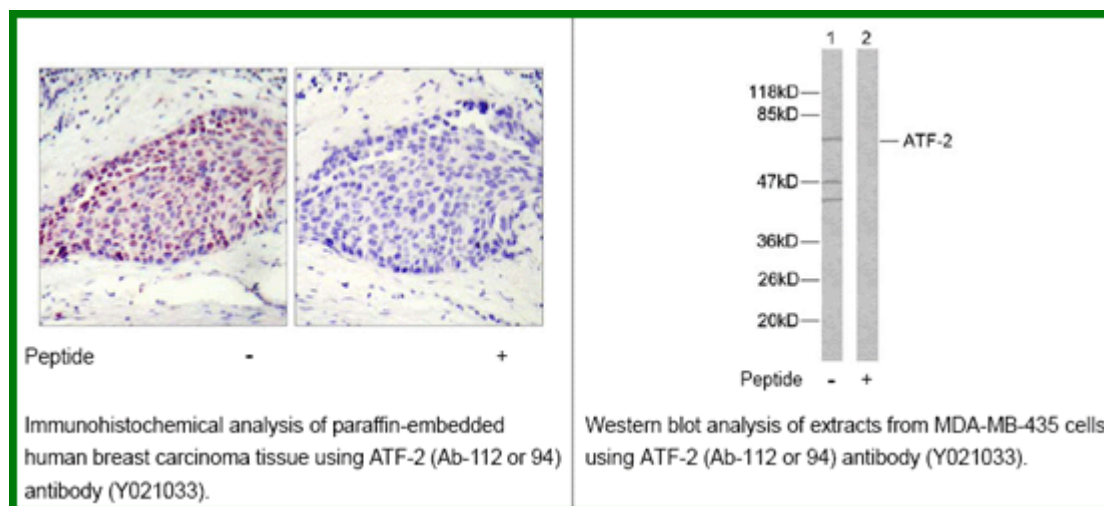 Peptide - +
Immunohistochemical analysis of paraffin-embedded
human breast carcinoma tissue using ATF-2 (Ab-112 or 94)
antibody (Y021033).
1 2
118kD
85kD
ATF-2
47kD
36kD
26kD
20kD
Peptide - +
Western blot analysis of extracts from MDA-MB-435 cells
using ATF-2 (Ab-112 or 94) antibody (Y021033).